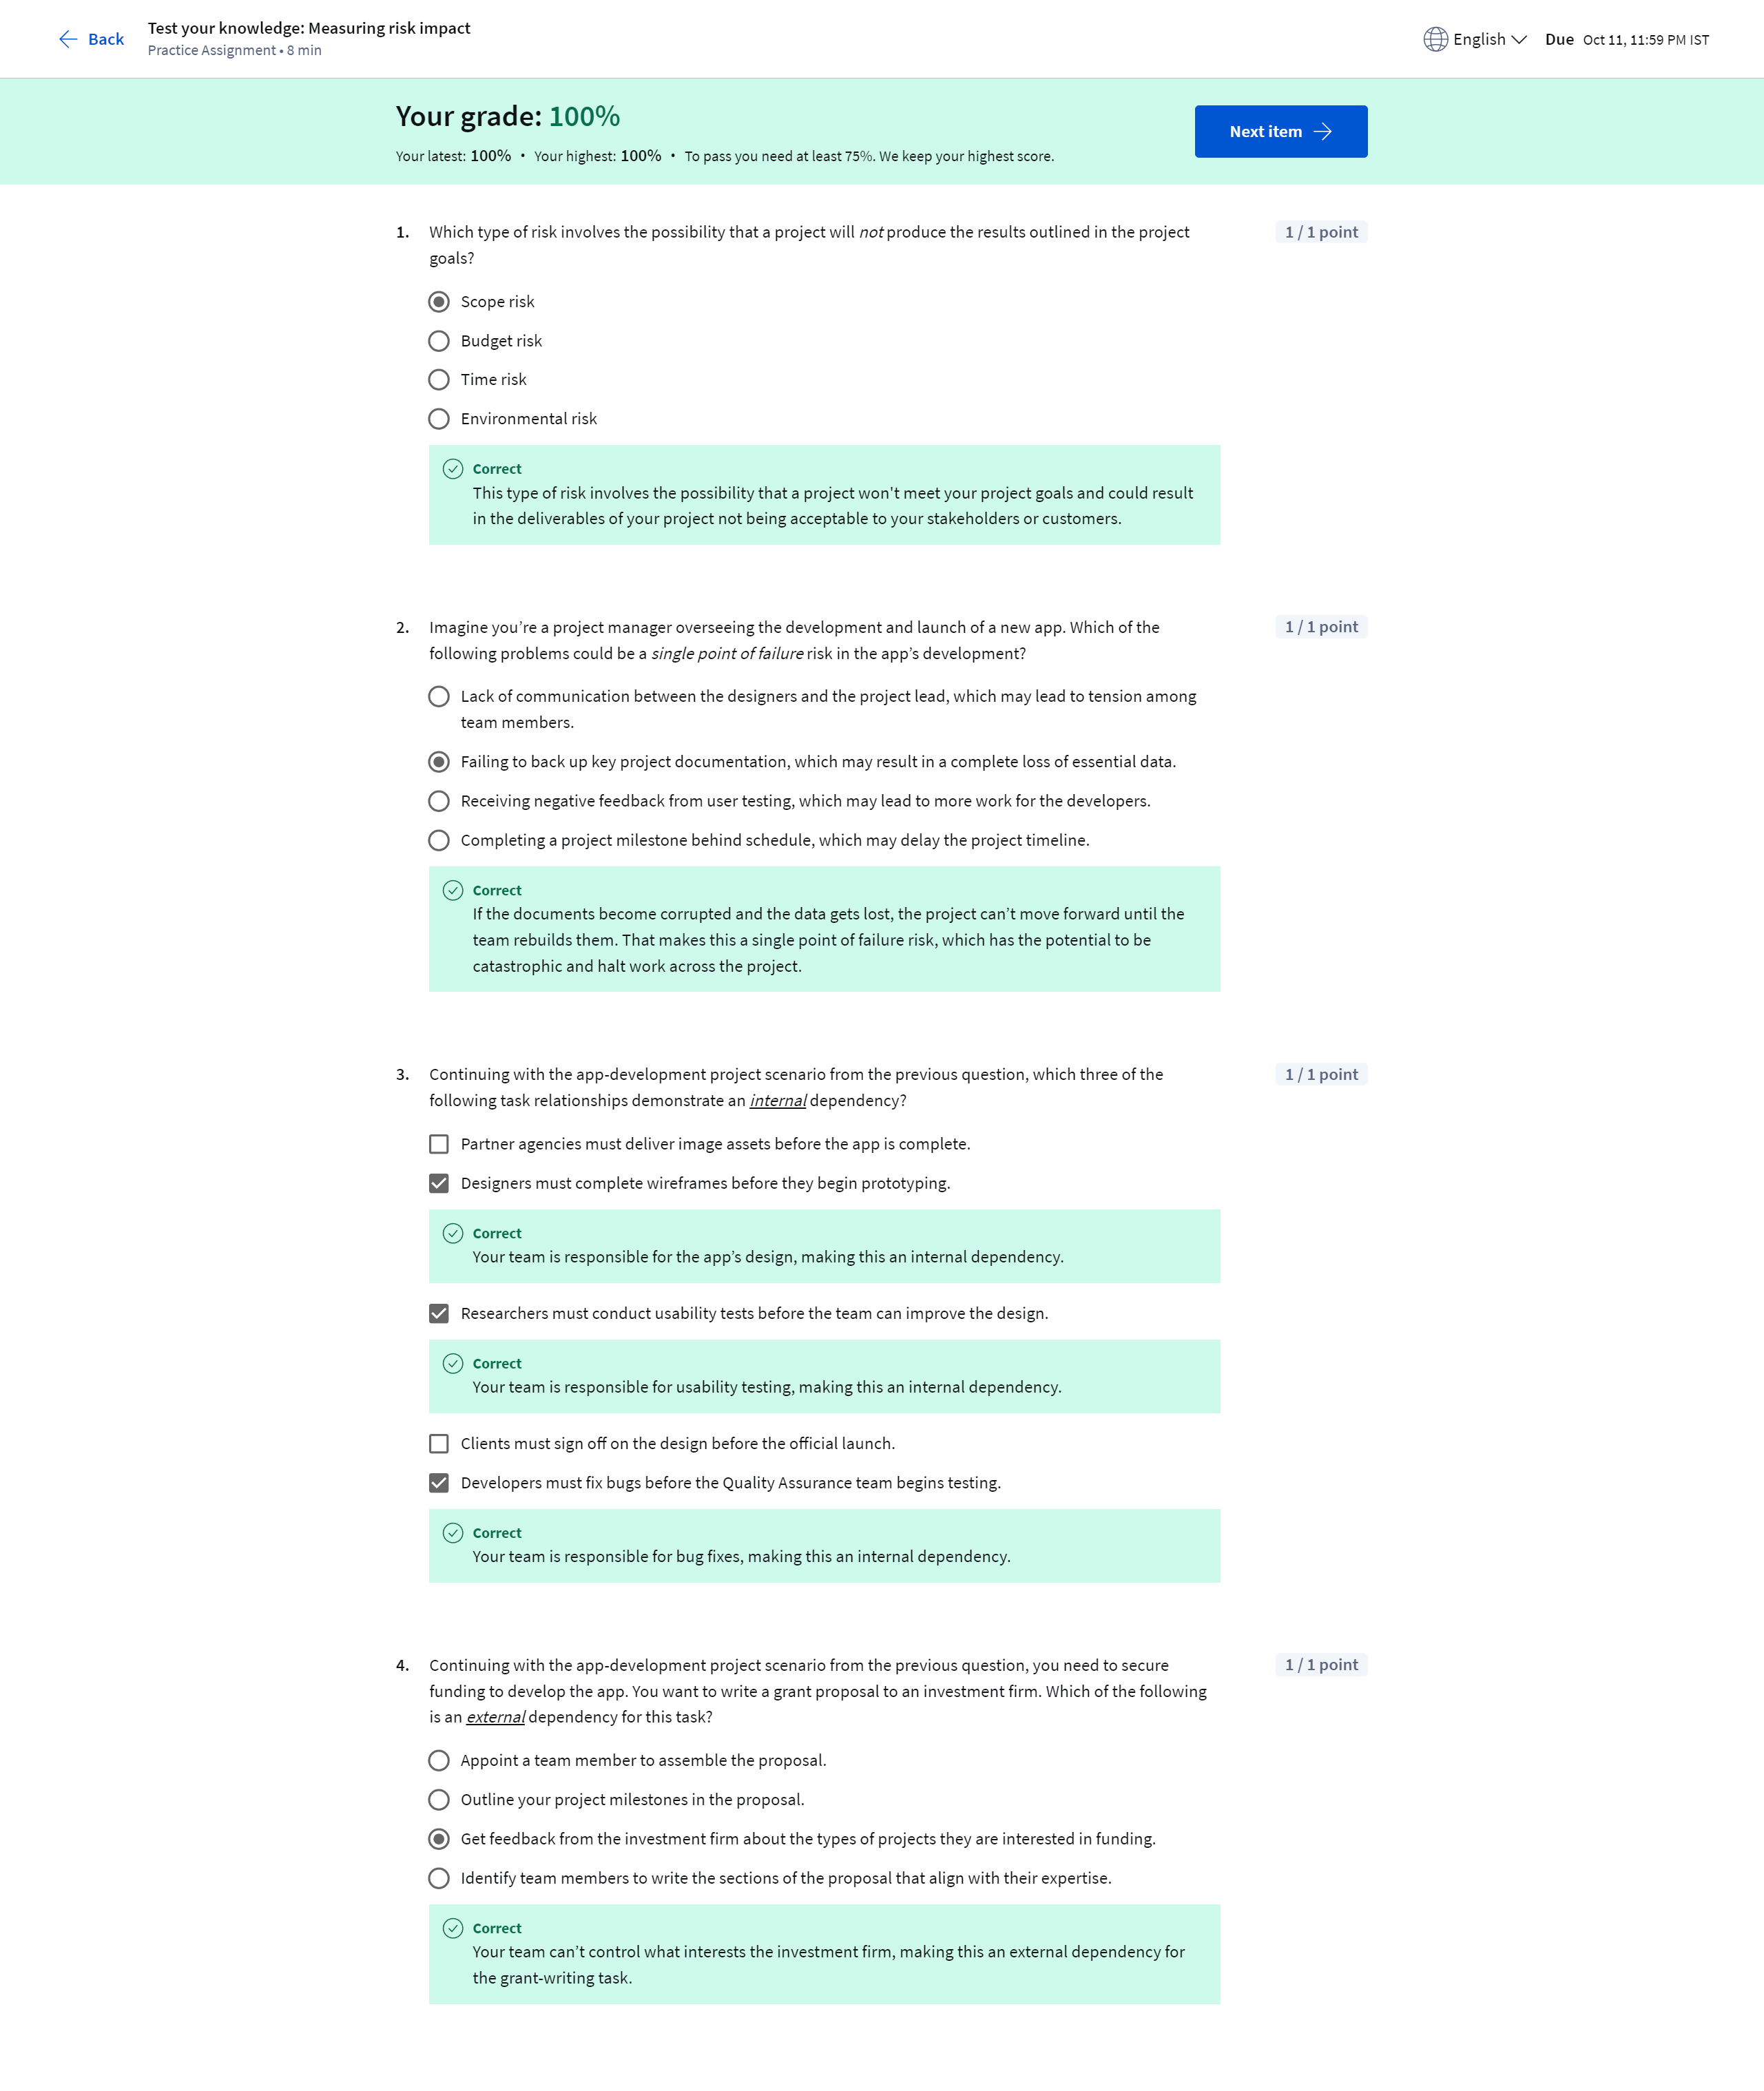 Back
Test your knowledge: Measuring risk impact
Practice Assignment • 8 min
English
Due Oct 11, 11:59 PM IST
Your grade: 100%
Your latest: 100% • Your highest: 100% • To pass you need at least 75%. We keep your highest score.
Next item
1. Which type of risk involves the possibility that a project will not produce the results outlined in the project
goals?
1 / 1 point
Scope risk
Budget risk
Time risk
Environmental risk
Correct
This type of risk involves the possibility that a project won't meet your project goals and could result
in the deliverables of your project not being acceptable to your stakeholders or customers.
2. Imagine you’re a project manager overseeing the development and launch of a new app. Which of the
following problems could be a single point of failure risk in the app’s development?
1 / 1 point
Lack of communication between the designers and the project lead, which may lead to tension among
team members.
Failing to back up key project documentation, which may result in a complete loss of essential data.
Receiving negative feedback from user testing, which may lead to more work for the developers.
Completing a project milestone behind schedule, which may delay the project timeline.
Correct
If the documents become corrupted and the data gets lost, the project can’t move forward until the
team rebuilds them. That makes this a single point of failure risk, which has the potential to be
catastrophic and halt work across the project.
3. Continuing with the app-development project scenario from the previous question, which three of the
following task relationships demonstrate an internal dependency?
1 / 1 point
Partner agencies must deliver image assets before the app is complete.
Designers must complete wireframes before they begin prototyping.
Correct
Your team is responsible for the app’s design, making this an internal dependency.
Researchers must conduct usability tests before the team can improve the design.
Correct
Your team is responsible for usability testing, making this an internal dependency.
Clients must sign off on the design before the official launch.
Developers must fix bugs before the Quality Assurance team begins testing.
Correct
Your team is responsible for bug fixes, making this an internal dependency.
4. Continuing with the app-development project scenario from the previous question, you need to secure
funding to develop the app. You want to write a grant proposal to an investment firm. Which of the following
is an external dependency for this task?
1 / 1 point
Appoint a team member to assemble the proposal.
Outline your project milestones in the proposal.
Get feedback from the investment firm about the types of projects they are interested in funding.
Identify team members to write the sections of the proposal that align with their expertise.
Correct
Your team can’t control what interests the investment firm, making this an external dependency for
the grant-writing task.